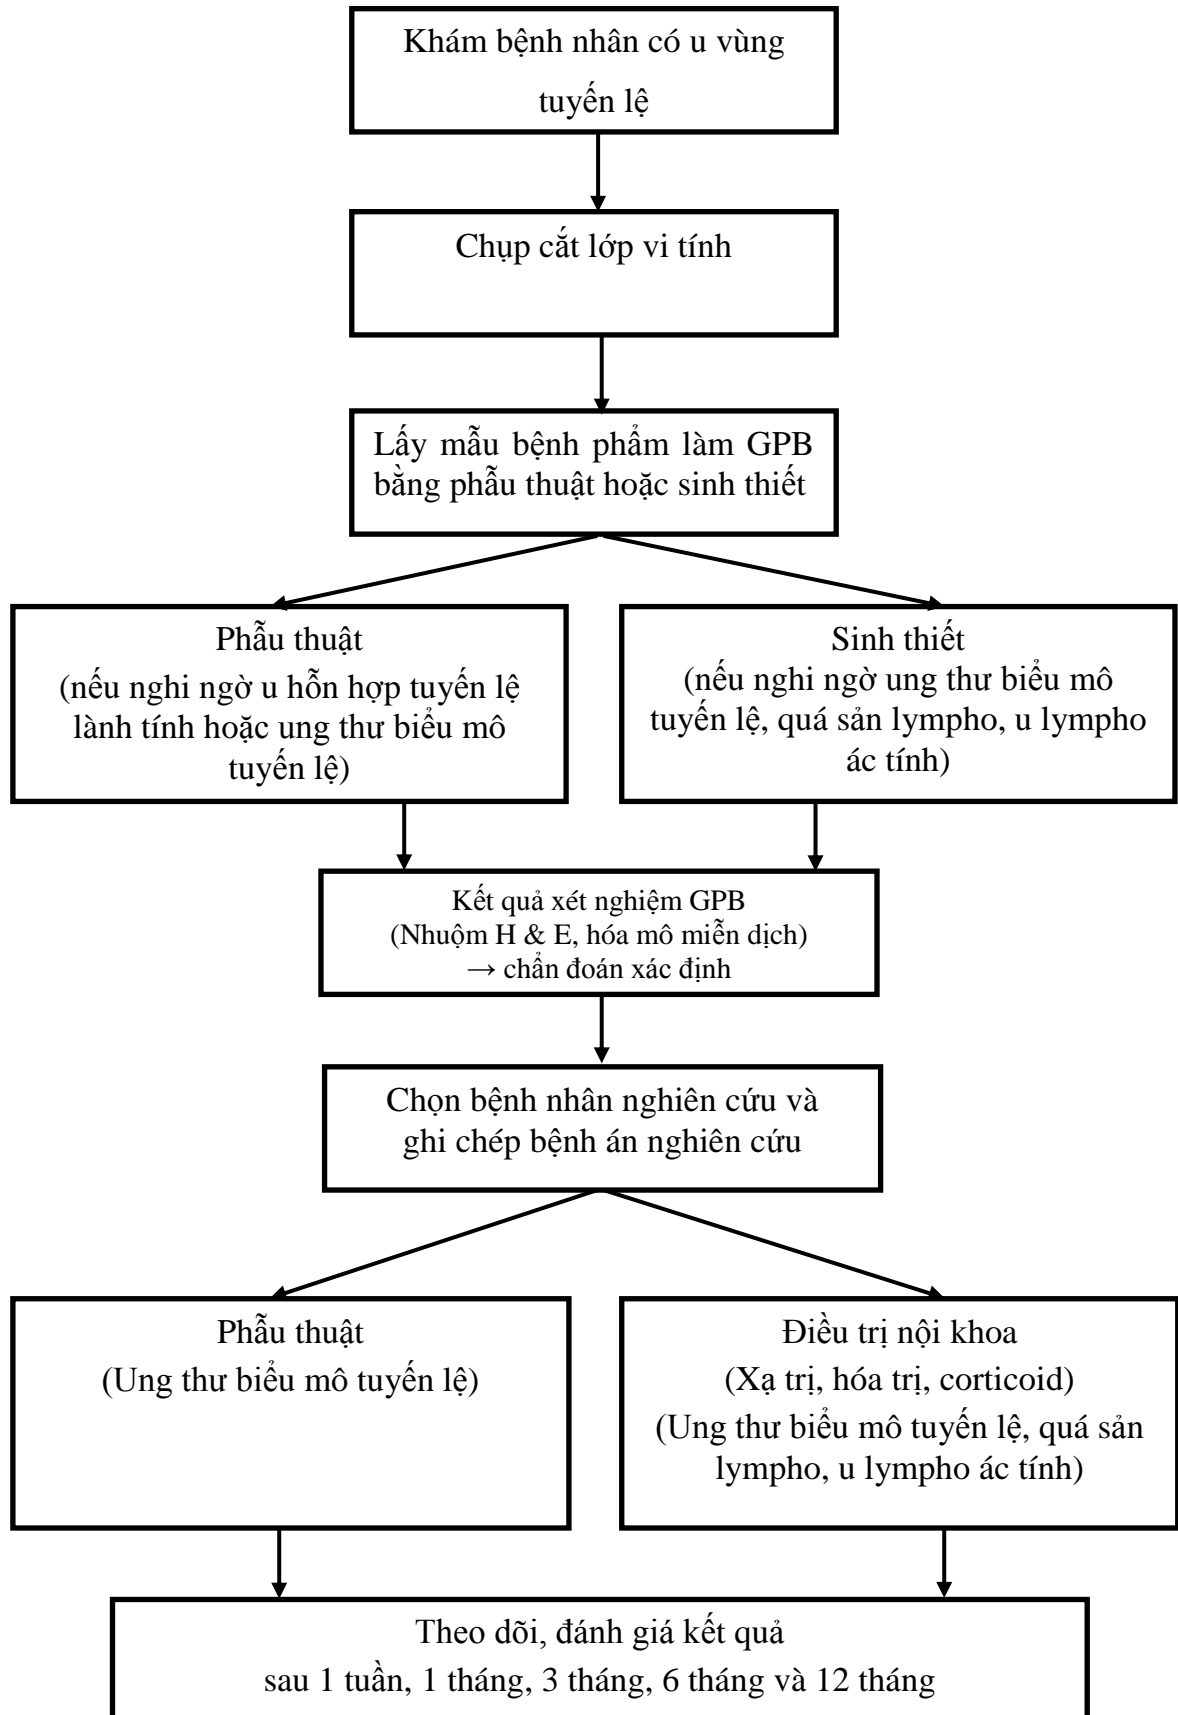 Khám bệnh nhân có u vùng
tuyến lệ
Chụp cắt lớp vi tính
Lấy mẫu bệnh phẩm làm GPB
bằng phẫu thuật hoặc sinh thiết
Phẫu thuật
(nếu nghi ngờ u hỗn hợp tuyến lệ
lành tính hoặc ung thư biểu mô
tuyến lệ)
Sinh thiết
(nếu nghi ngờ ung thư biểu mô
tuyến lệ, quá sản lympho, u lympho
ác tính)
Kết quả xét nghiệm GPB
(Nhuộm H & E, hóa mô miễn dịch)
→ chẩn đoán xác định
Chọn bệnh nhân nghiên cứu và
ghi chép bệnh án nghiên cứu
Phẫu thuật
(Ung thư biểu mô tuyến lệ)
Điều trị nội khoa
(Xạ trị, hóa trị, corticoid)
(Ung thư biểu mô tuyến lệ, quá sản
lympho, u lympho ác tính)
Theo dõi, đánh giá kết quả
sau 1 tuần, 1 tháng, 3 tháng, 6 tháng và 12 tháng